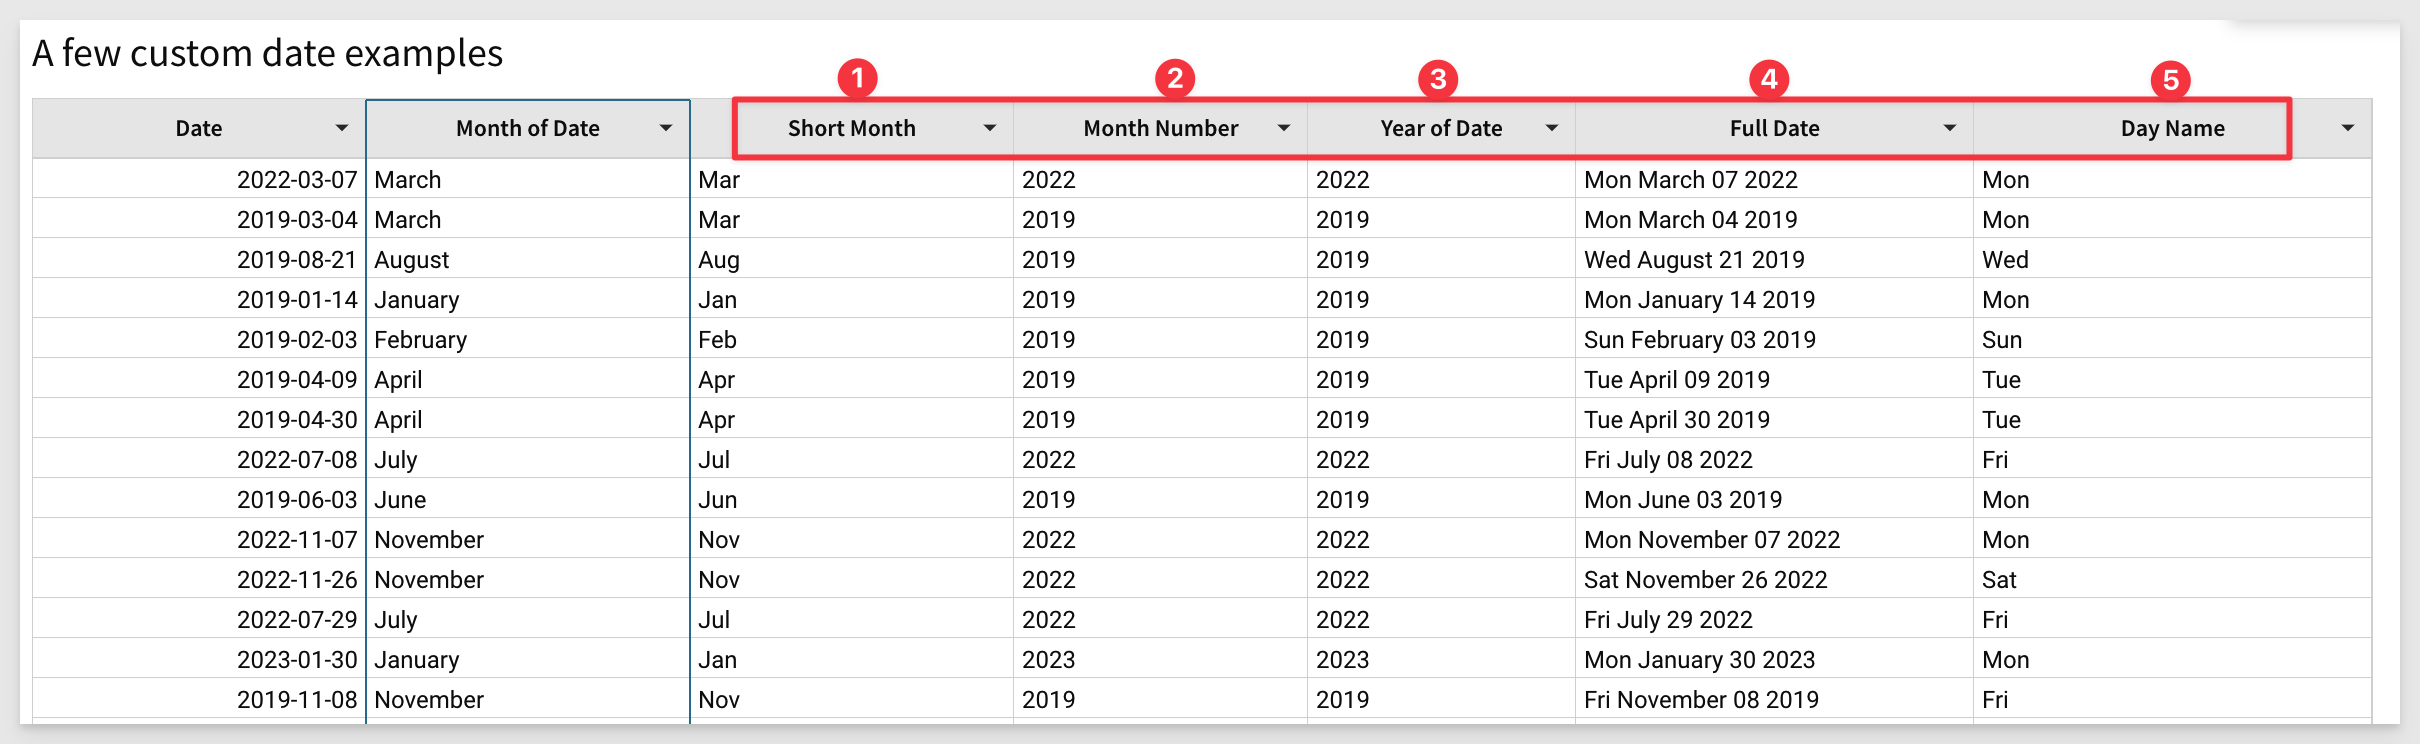 A few custom date examples
1 2 3 4 5
Date Month of Date Short Month Month Number Year of Date Full Date Day Name
2022-03-07 March Mar 2022 2022 Mon March 07 2022 Mon
2019-03-04 March Mar 2019 2019 Mon March 04 2019 Mon
2019-08-21 August Aug 2019 2019 Wed August 21 2019 Wed
2019-01-14 January Jan 2019 2019 Mon January 14 2019 Mon
2019-02-03 February Feb 2019 2019 Sun February 03 2019 Sun
2019-04-09 April Apr 2019 2019 Tue April 09 2019 Tue
2019-04-30 April Apr 2019 2019 Tue April 30 2019 Tue
2022-07-08 July Jul 2022 2022 Fri July 08 2022 Fri
2019-06-03 June Jun 2019 2019 Mon June 03 2019 Mon
2022-11-07 November Nov 2022 2022 Mon November 07 2022 Mon
2022-11-26 November Nov 2022 2022 Sat November 26 2022 Sat
2022-07-29 July Jul 2022 2022 Fri July 29 2022 Fri
2023-01-30 January Jan 2023 2023 Mon January 30 2023 Mon
2019-11-08 November Nov 2019 2019 Fri November 08 2019 Fri